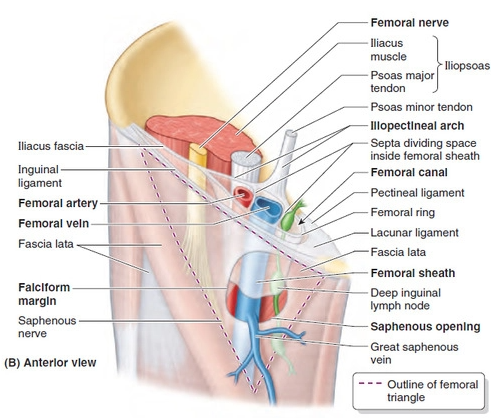 Femoral nerve
Iliacus
muscle
Iliopsoas
Psoas major
tendon
Psoas minor tendon
Iliopectineal arch
Septa dividing space
inside femoral sheath
Femoral canal
Pectineal ligament
Femoral ring
Lacunar ligament
Fascia lata
Femoral sheath
Deep inguinal
lymph node
Saphenous opening
Great saphenous
vein
Iliacus fascia
Inguinal
ligament
Femoral artery
Femoral vein
Fascia lata
Falciform
margin
Saphenous
nerve
(B) Anterior view
Outline of femoral
triangle